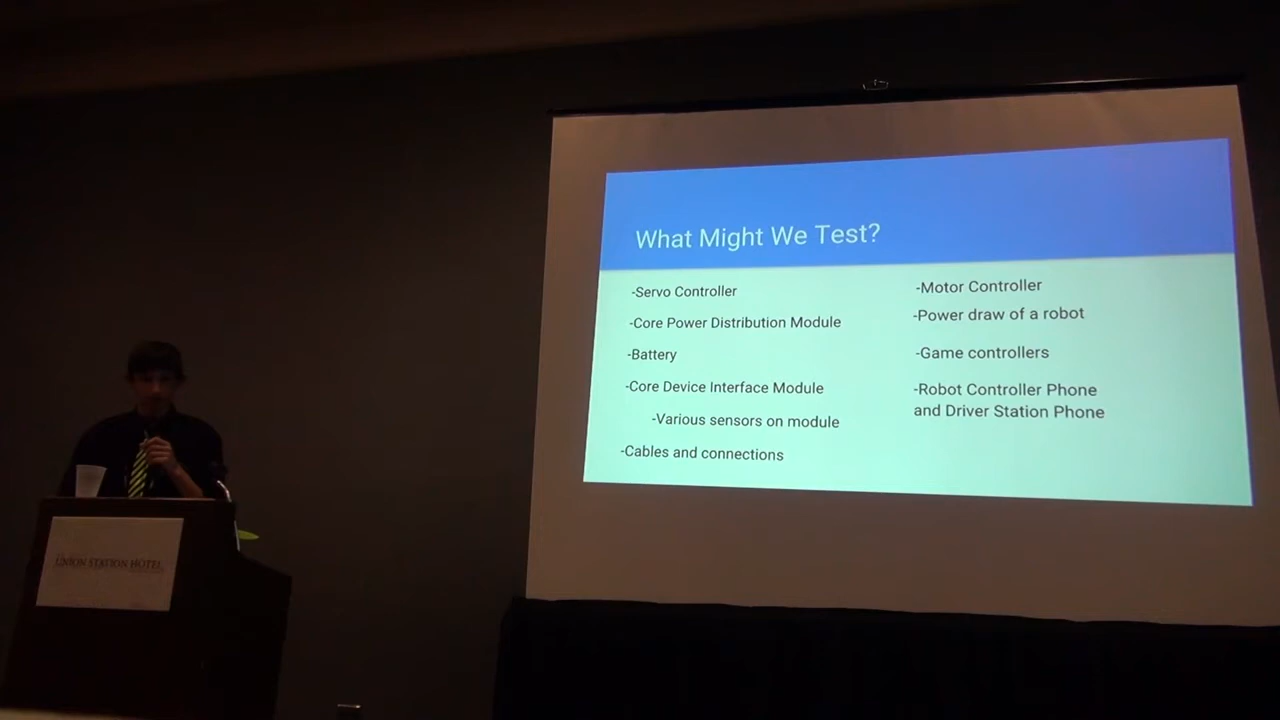 What Might We Test?
-Servo Controller
-Core Power Distribution Module
-Battery
-Core Device Interface Module
-Various sensors on module
-Cables and connections
-Motor Controller
-Power draw of a robot
-Game controllers
-Robot Controller Phone
and Driver Station Phone
UNION STATION HOTEL